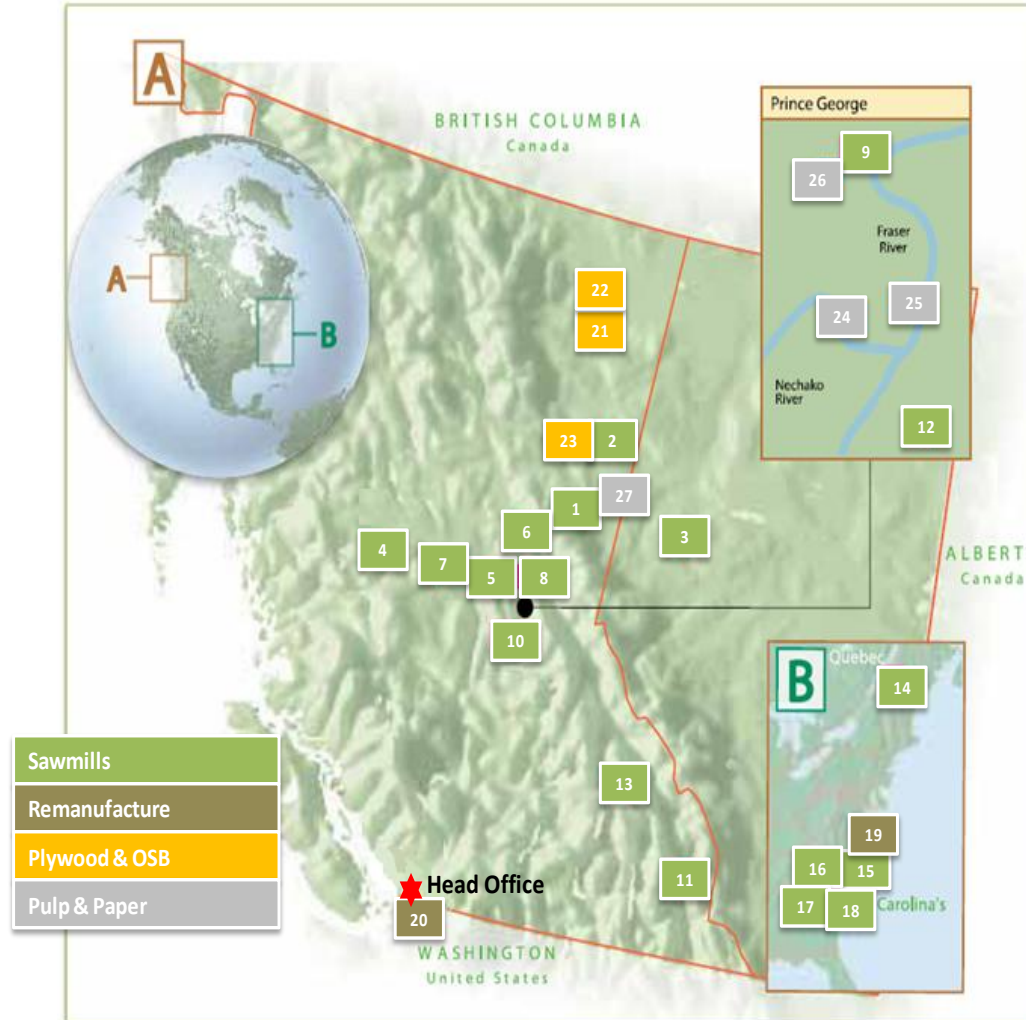 A
BRITISH COLUMBIA
Canada
Prince George
9
26
Fraser
River
25
24
Nechako
River
12
A
B
22
21
23
2
27
1
6
3
4
7
5
8
10
ALBERT
Canada
B
Quebec
14
19
16
15
17
18
Carolina's
13
11
Sawmills
Remanufacture
Plywood & OSB
Pulp & Paper
Head Office
20
WASHINGTON
United States